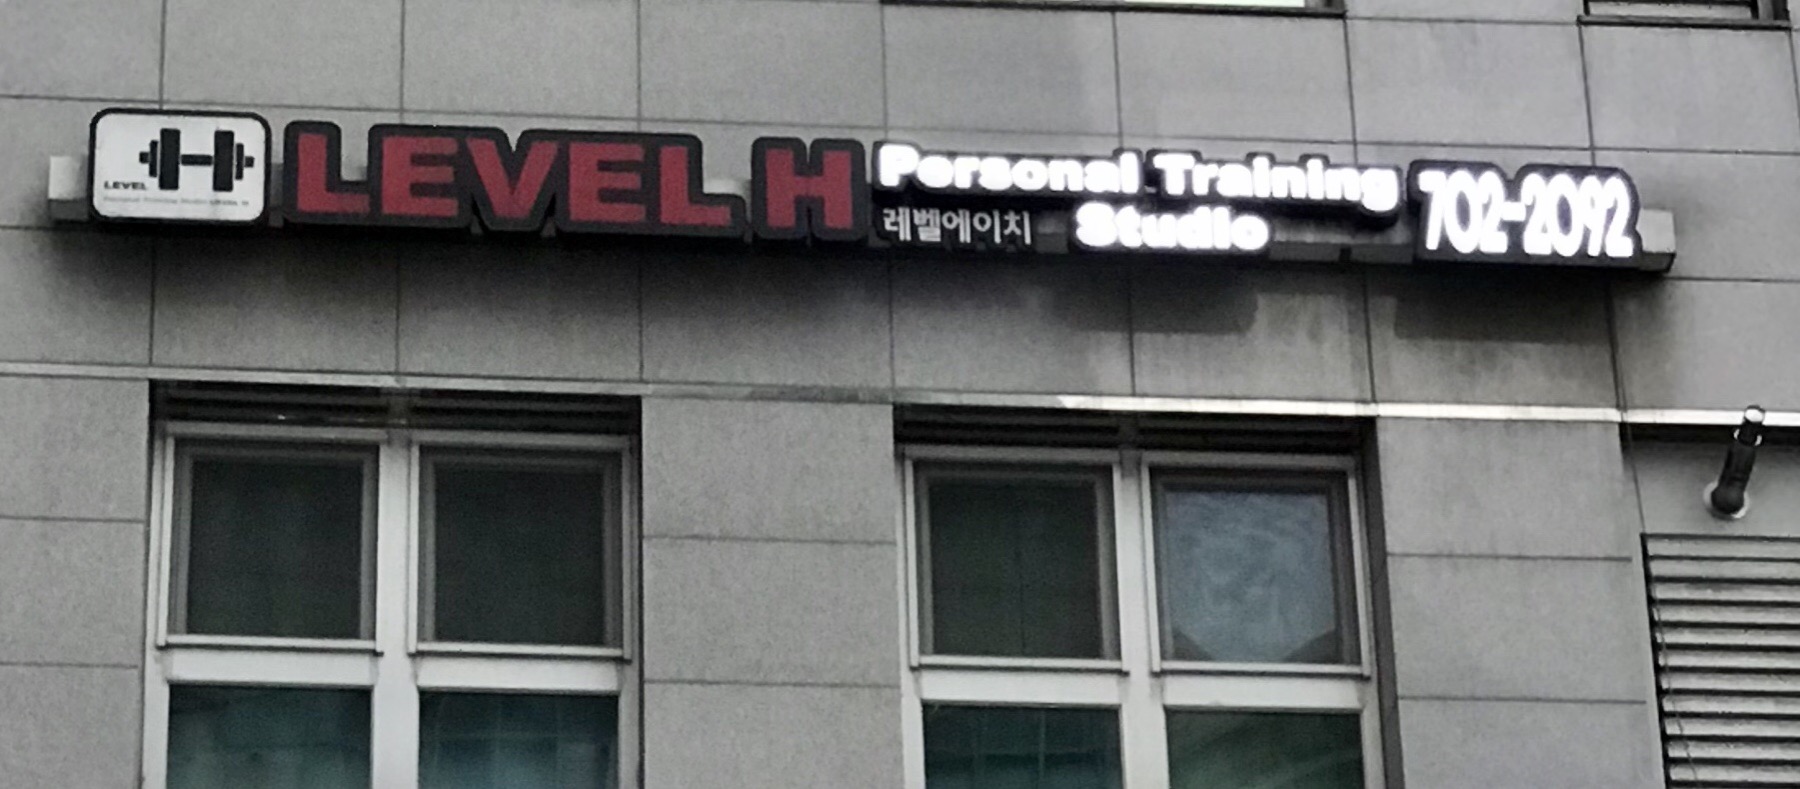 LEVEL
LEVEL H
Personal Training
레벨에이치 Studio
702-2092